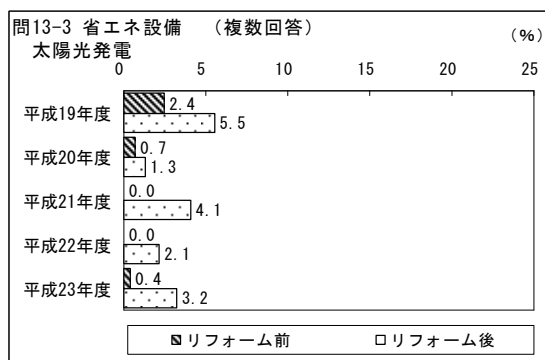 問13-3 省エネ設備 (複数回答)
太陽光発電
(%)
0 5 10 15 20 25
平成19年度
2.4
5.5
平成20年度
0.7
1.3
平成21年度
0.0
4.1
平成22年度
0.0
2.1
平成23年度
0.4
3.2
リフォーム前 リフォーム後